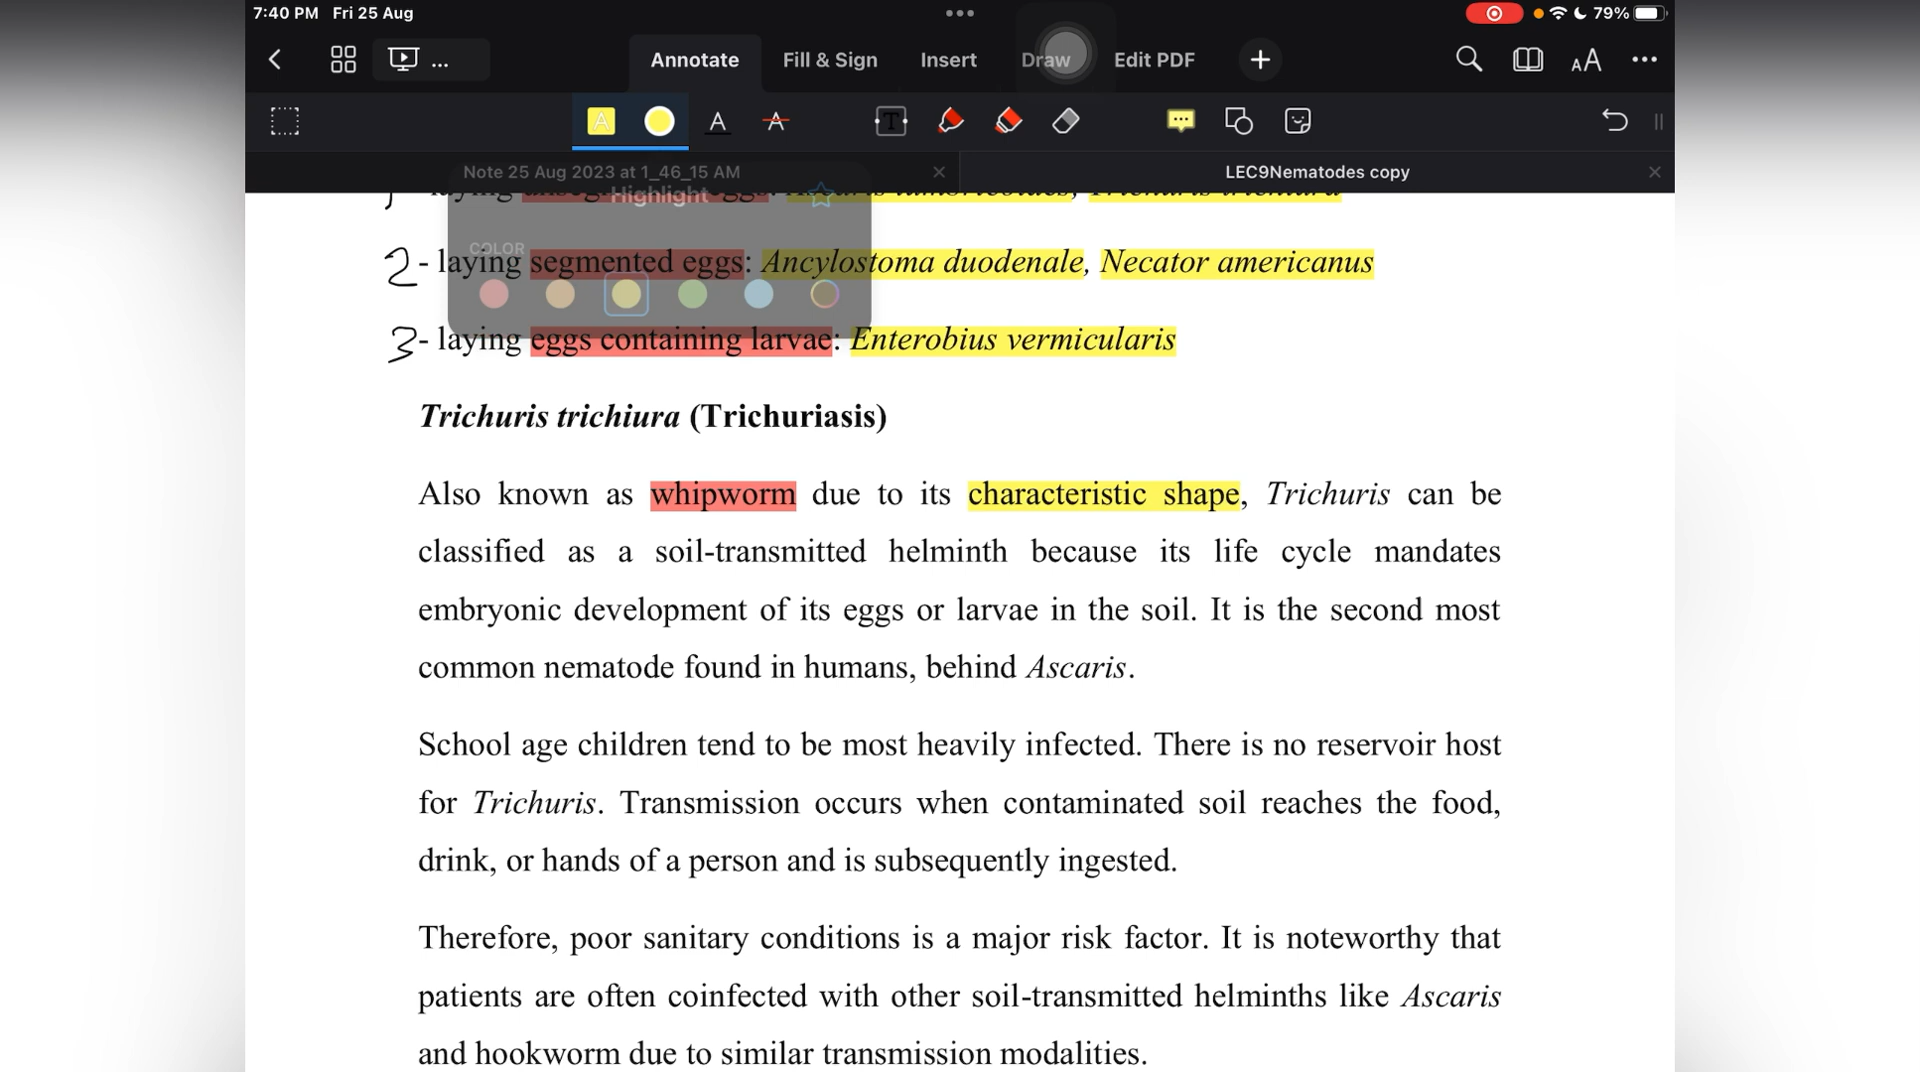 7:40 PM Fri 25 Aug
79%
Annotate Fill & Sign Insert Draw Edit PDF
Note 25 Aug 2023 at 1_46_15 AM
LEC9Nematodes copy
Highlight
COLOR
laying
2- laying segmented eggs: Ancylostoma duodenale, Necator americanus
3- laying eggs containing larvae: Enterobius vermicularis
Trichuris trichiura (Trichuriasis)
Also known as whipworm due to its characteristic shape, Trichuris can be
classified as a soil-transmitted helminth because its life cycle mandates
embryonic development of its eggs or larvae in the soil. It is the second most
common nematode found in humans, behind Ascaris.
School age children tend to be most heavily infected. There is no reservoir host
for Trichuris. Transmission occurs when contaminated soil reaches the food,
drink, or hands of a person and is subsequently ingested.
Therefore, poor sanitary conditions is a major risk factor. It is noteworthy that
patients are often coinfected with other soil-transmitted helminths like Ascaris
and hookworm due to similar transmission modalities.